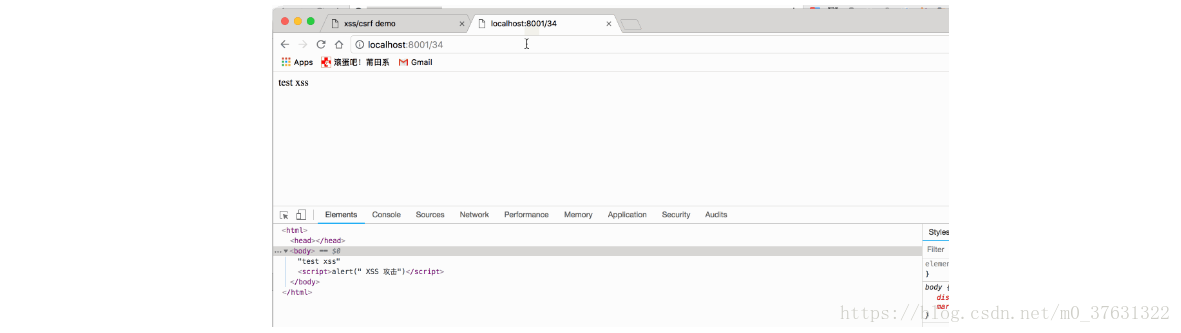 xss/csrf demo
localhost:8001/34
localhost:8001/34
Apps 滚蛋吧！莆田系 Gmail
test xss
Elements Console Sources Network Performance Memory Application Security Audits
<html>
Styles
<head></head>
<body> == $0
Filter
"test xss"
elemen
<script>alert(" XSS 攻击")</script>
}
</body>
body {
</html>
dis
mar
}
https://blog.csdn.net/m0_37631322